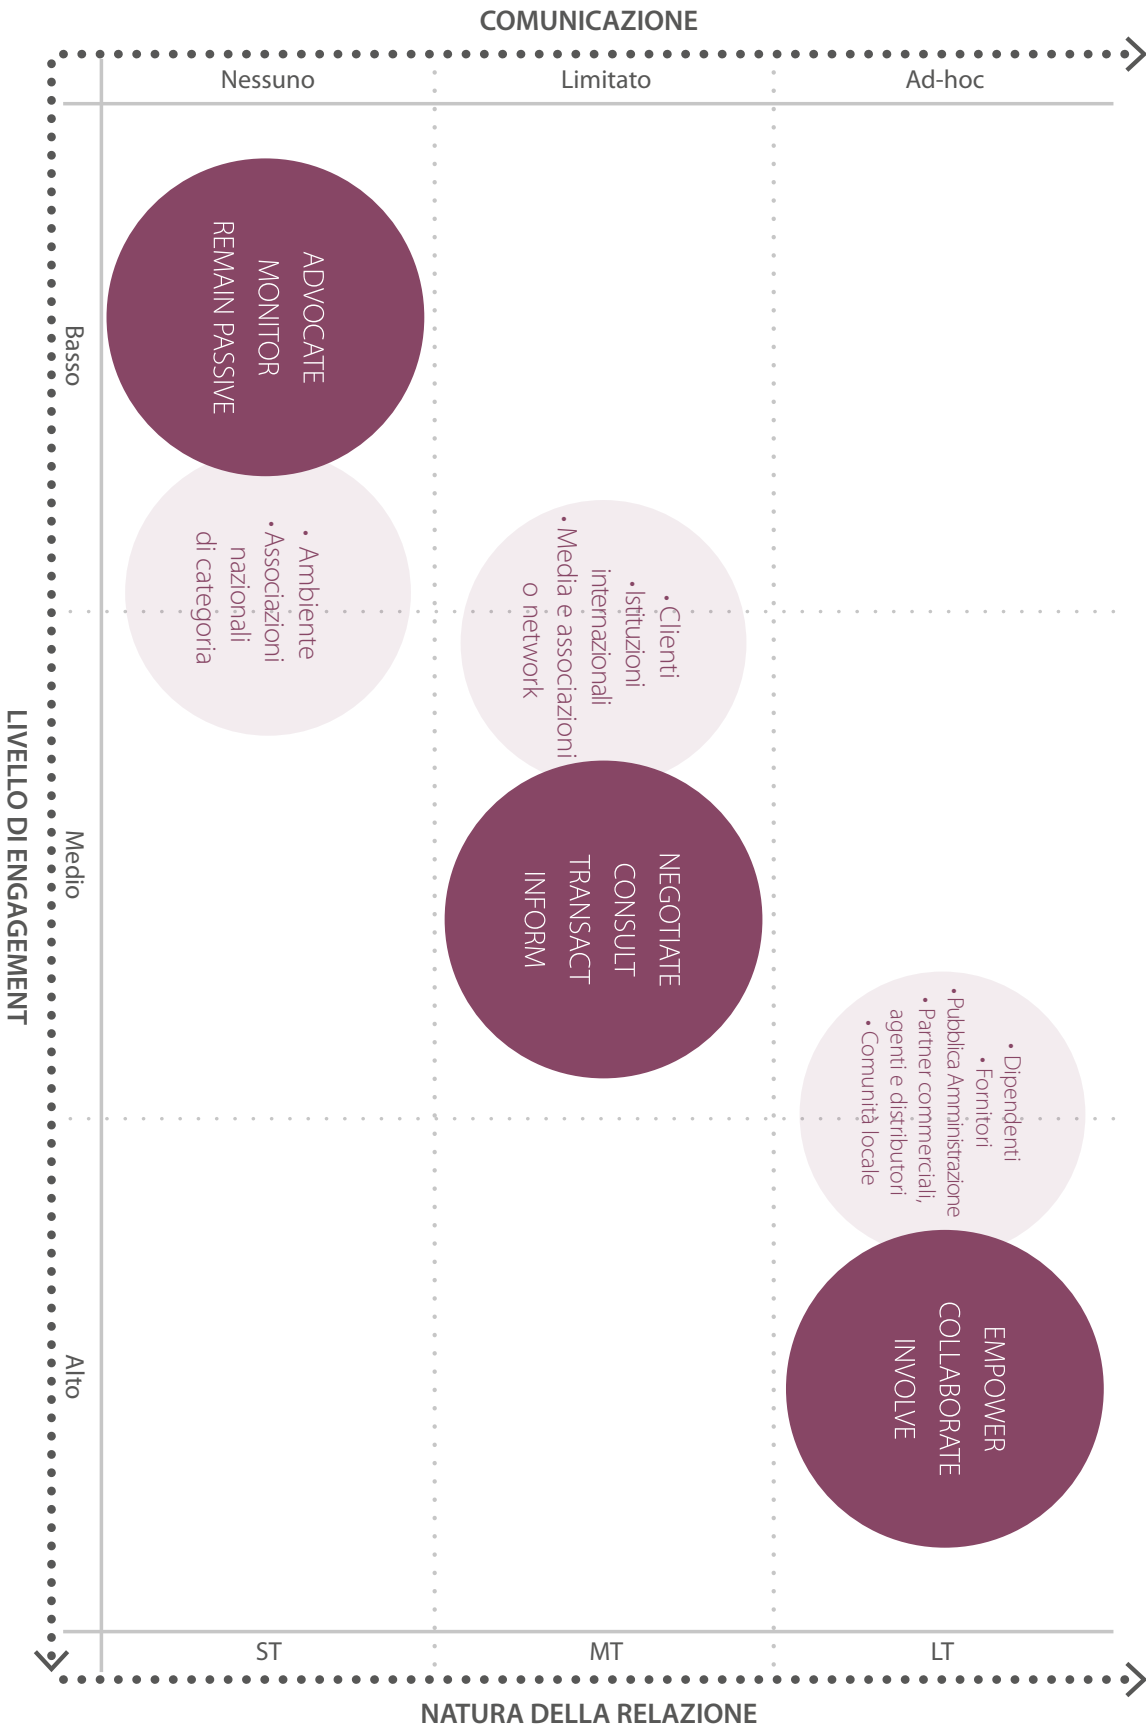 COMUNICAZIONE
Nessuno
Limitato
Ad-hoc
LIVELLO DI ENGAGEMENT
Basso
Medio
Alto
ADVOCATE
MONITOR
REMAIN PASSIVE
• Ambiente
• Associazioni
nazionali
di categoria
• Clienti
• Istituzioni
internazionali
• Media e associazioni
o network
NEGOTIATE
CONSULT
TRANSACT
INFORM
• Dipendenti
• Fornitori
• Pubblica Amministrazione
• Partner commerciali,
agenti e distributori
• Comunità locale
EMPOWER
COLLABORATE
INVOLVE
ST
MT
LT
NATURA DELLA RELAZIONE